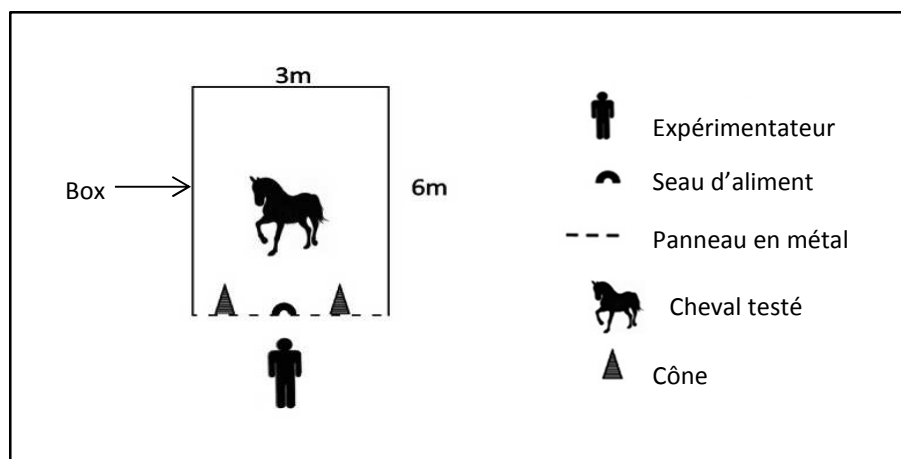 3m
Box
6m
Expérimentateur
Seau d’aliment
Panneau en métal
Cheval testé
Cône